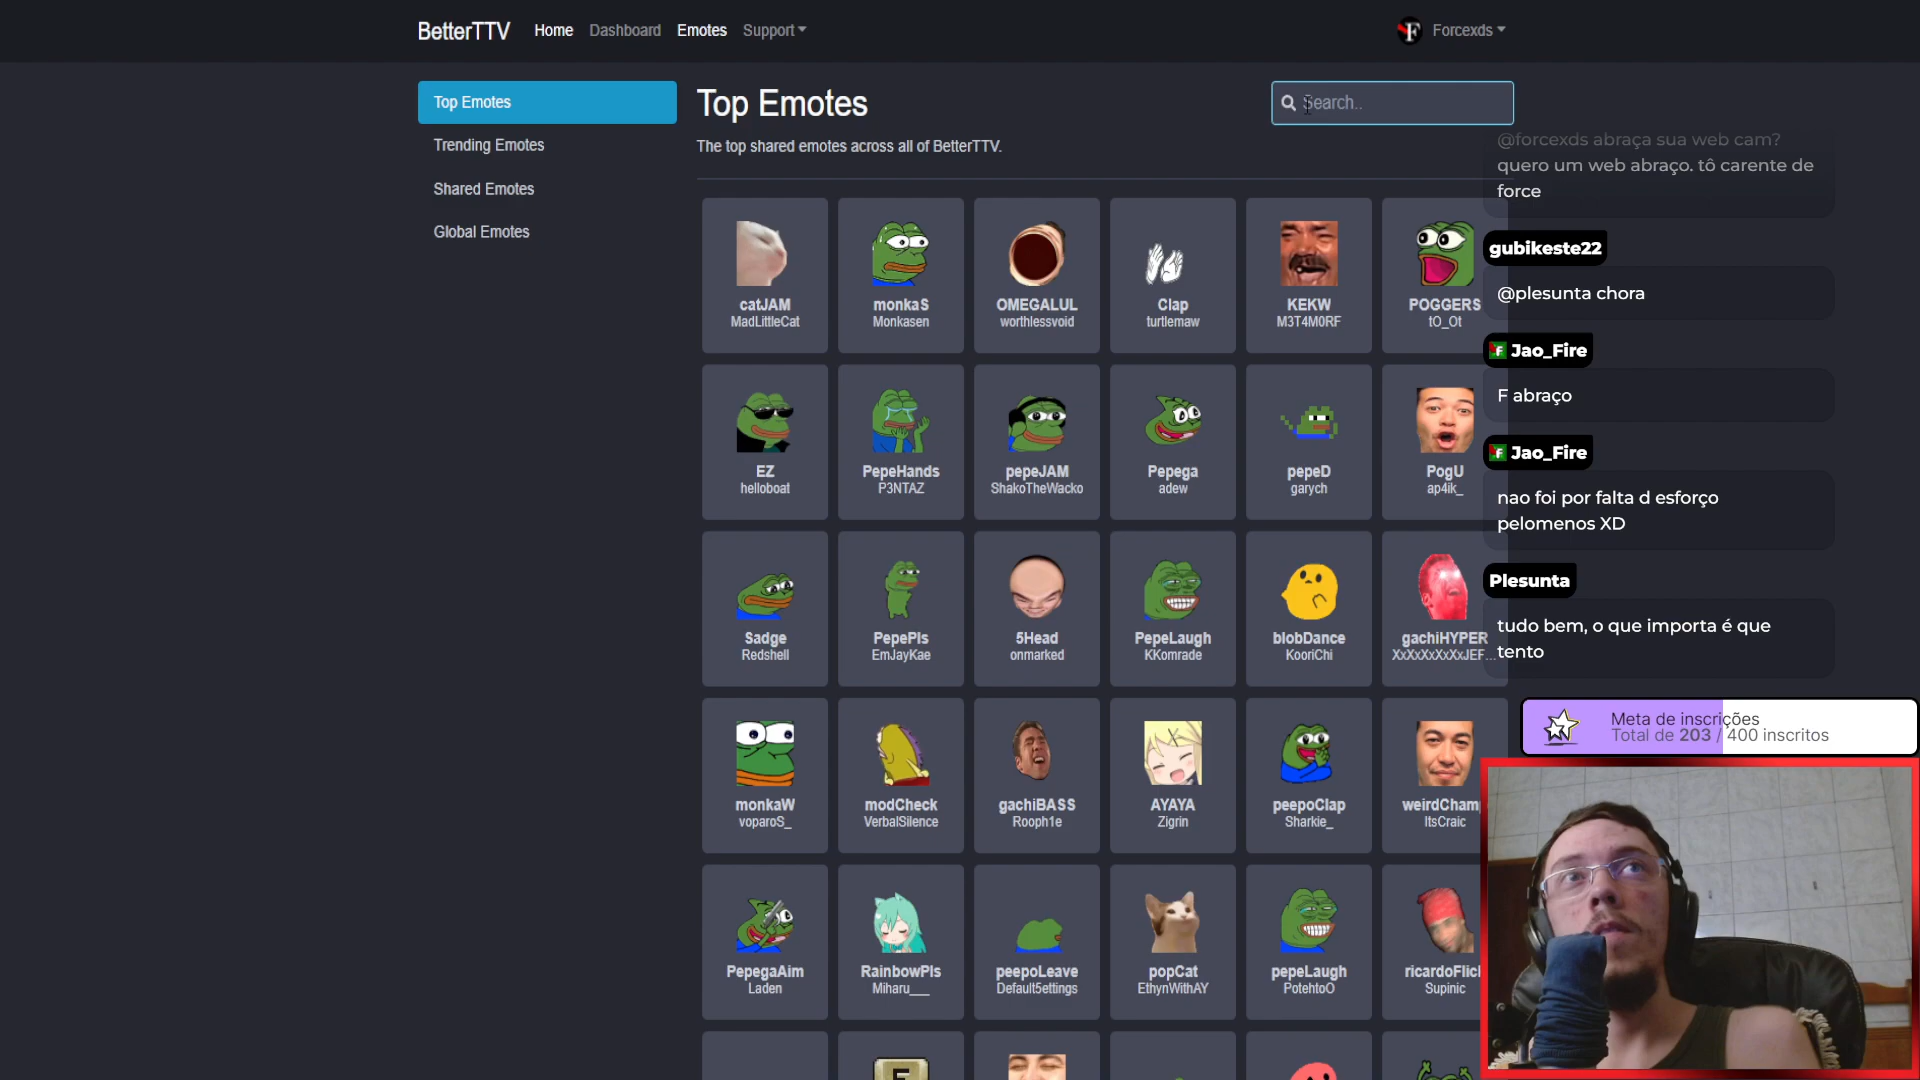 BetterTTV Home Dashboard Emotes Support Forcexds
Top Emotes
Trending Emotes
Shared Emotes
Global Emotes
Top Emotes
Search..
The top shared emotes across all of BetterTTV.
catJAM monkaS OMEGALUL Clap KEKW POGGERS
MadLittleCat Monkasen worthlessvoid turtlemaw M3T4M0RF tO_Ot
EZ PepeHands pepeJAM Pepega pepeD PogU
helloboat P3NTAZ ShakoTheWacko adew garych ap4ik_
Sadge PepePls 5Head PepeLaugh blobDance gachiHYPER
Redshell EmJayKae onmarked KKomrade KooriChi XxXxXxXxXxJEF...
monkaW modCheck gachiBASS AYAYA peepoClap weirdCham
voparoS_ VerbalSilence Rooph1e Zigrin Sharkie_ ItsCraic
PepegaAim RainbowPls peepoLeave popCat pepeLaugh ricardoFlic
Laden Miharu___ Default5ettings EthynWithAY PotehtoO Supinic
@forcexds abraça sua web cam?
quero um web abraço. tô carente de
force
gubikeste22
@plesunta chora
Jao_Fire
F abraço
Jao_Fire
nao foi por falta d esforço
pelomenos XD
Plesunta
tudo bem, o que importa é que
tento
Meta de inscrições
Total de 203 / 400 inscritos